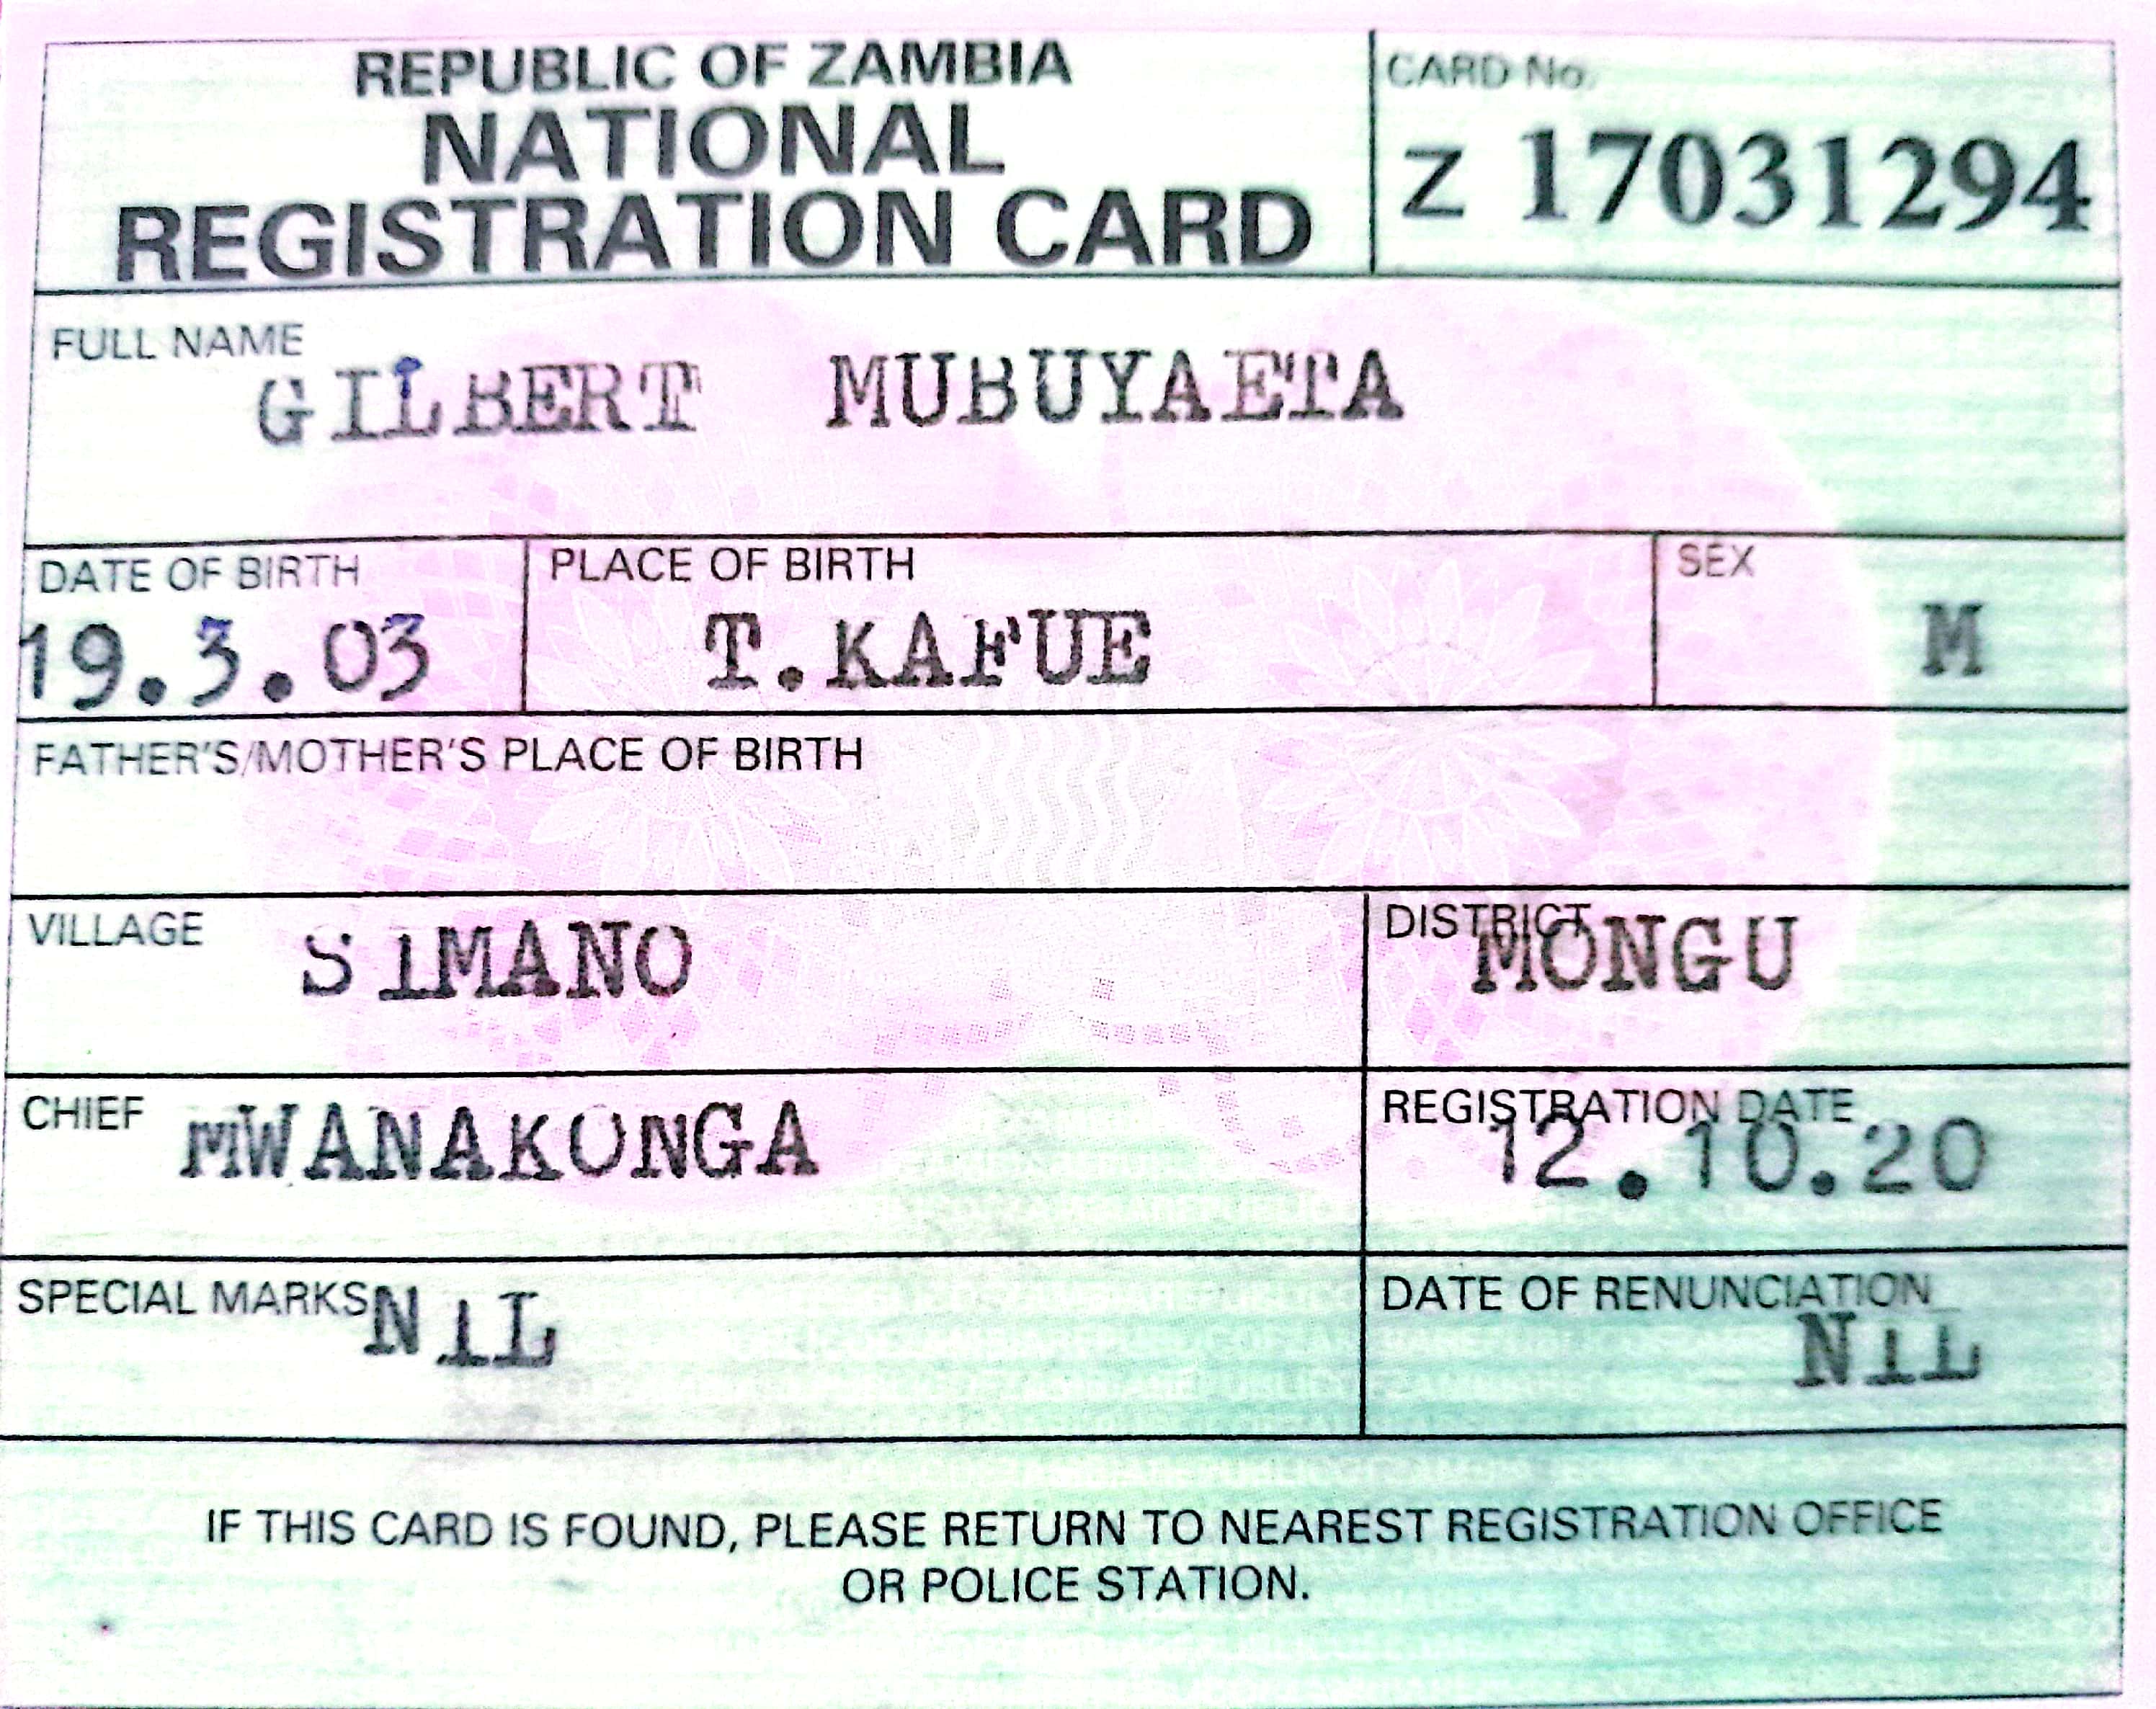 REPUBLIC OF ZAMBIA
NATIONAL
REGISTRATION CARD
CARD No.
Z 17031294
FULL NAME
GILBERT MUBUYAETA
DATE OF BIRTH
19.3.03
PLACE OF BIRTH
T.KAFUE
SEX
M
FATHER'S/MOTHER'S PLACE OF BIRTH
VILLAGE
SIMANO
DISTRICT
MONGU
CHIEF
MWANAKONGA
REGISTRATION DATE
12.10.20
SPECIAL MARKS
NIL
DATE OF RENUNCIATION
NIL
IF THIS CARD IS FOUND, PLEASE RETURN TO NEAREST REGISTRATION OFFICE
OR POLICE STATION.